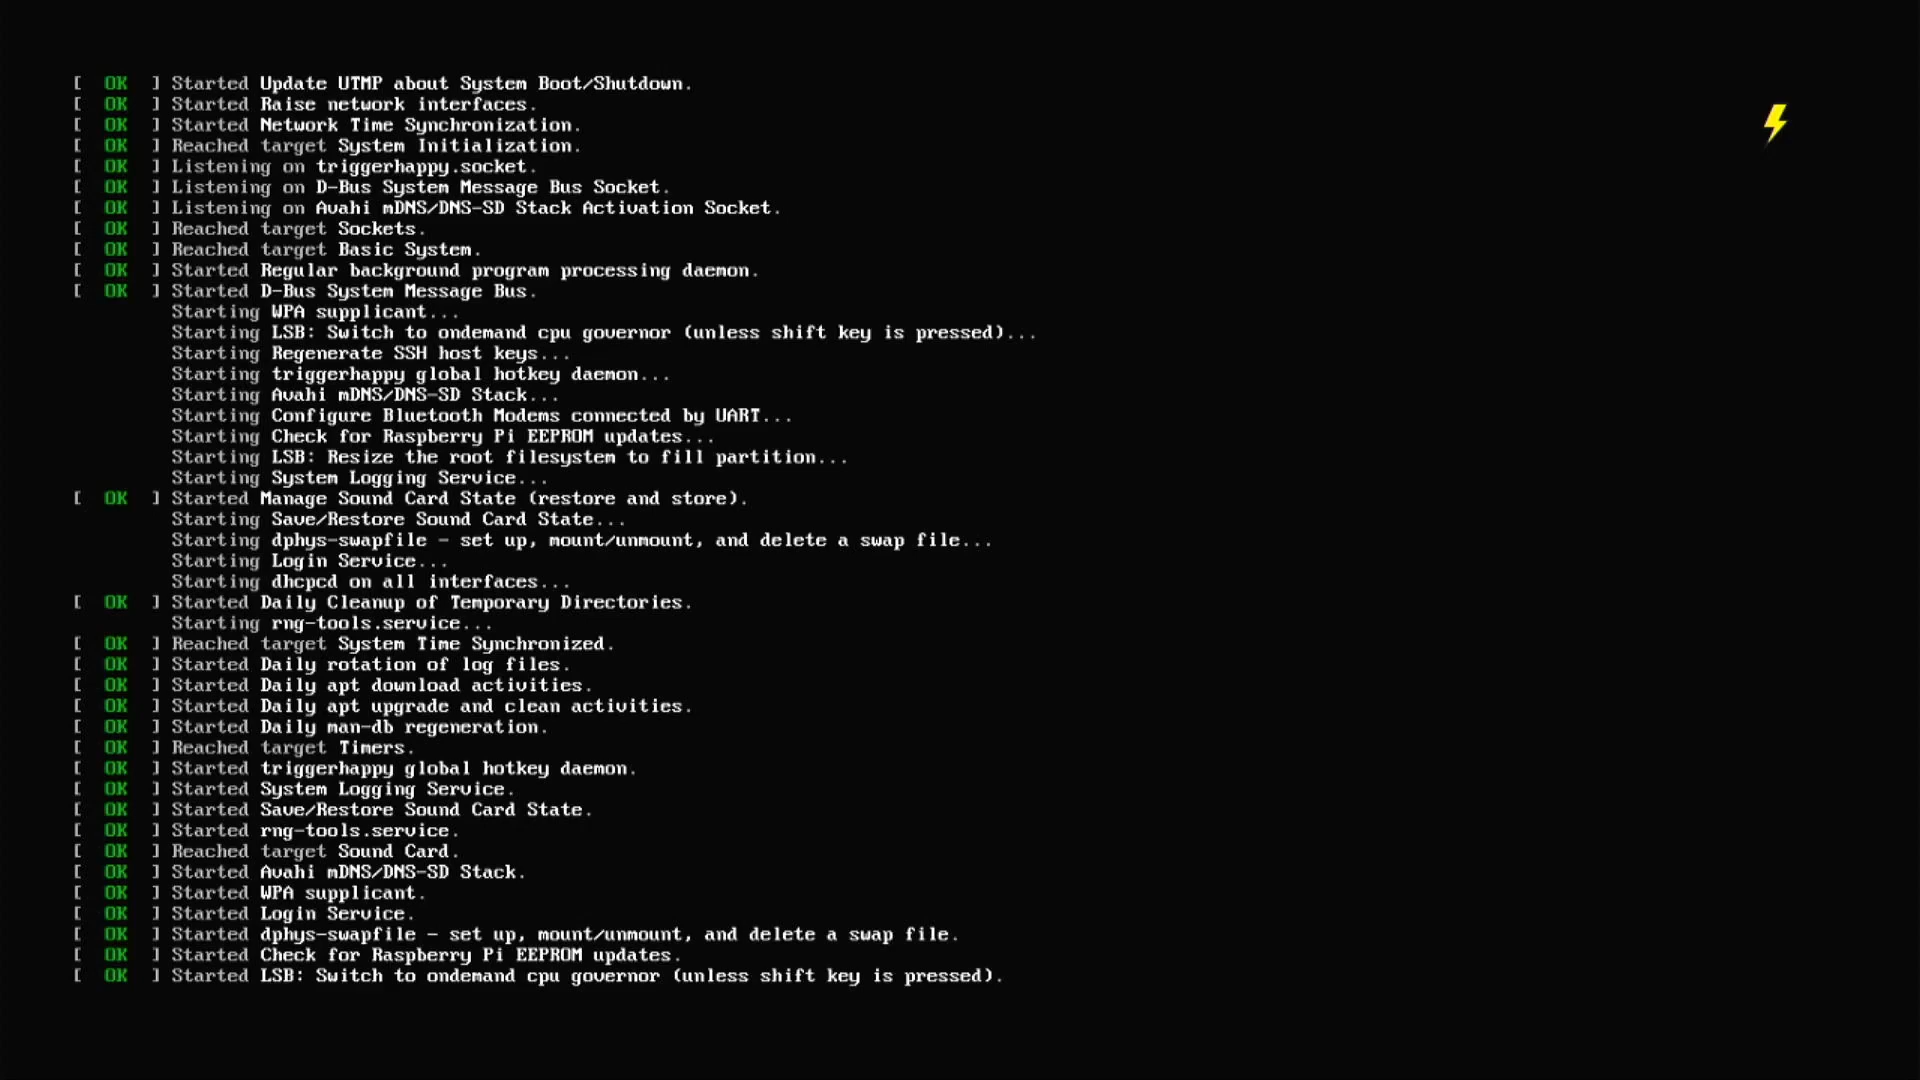 [  OK  ] Started Update UTMP about System Boot/Shutdown.
[  OK  ] Started Raise network interfaces.
[  OK  ] Started Network Time Synchronization.
[  OK  ] Reached target System Initialization.
[  OK  ] Listening on triggerhappy.socket.
[  OK  ] Listening on D-Bus System Message Bus Socket.
[  OK  ] Listening on Avahi mDNS/DNS-SD Stack Activation Socket.
[  OK  ] Reached target Sockets.
[  OK  ] Reached target Basic System.
[  OK  ] Started Regular background program processing daemon.
[  OK  ] Started D-Bus System Message Bus.
Starting WPA supplicant...
Starting LSB: Switch to ondemand cpu governor (unless shift key is pressed)...
Starting Regenerate SSH host keys...
Starting triggerhappy global hotkey daemon...
Starting Avahi mDNS/DNS-SD Stack...
Starting Configure Bluetooth Modems connected by UART...
Starting Check for Raspberry Pi EEPROM updates...
Starting LSB: Resize the root filesystem to fill partition...
Starting System Logging Service...
[  OK  ] Started Manage Sound Card State (restore and store).
Starting Save/Restore Sound Card State...
Starting dphys-swapfile - set up, mount/unmount, and delete a swap file...
Starting Login Service...
Starting dhcpcd on all interfaces...
[  OK  ] Started Daily Cleanup of Temporary Directories.
Starting rng-tools.service...
[  OK  ] Reached target System Time Synchronized.
[  OK  ] Started Daily rotation of log files.
[  OK  ] Started Daily apt download activities.
[  OK  ] Started Daily apt upgrade and clean activities.
[  OK  ] Started Daily man-db regeneration.
[  OK  ] Reached target Timers.
[  OK  ] Started triggerhappy global hotkey daemon.
[  OK  ] Started System Logging Service.
[  OK  ] Started Save/Restore Sound Card State.
[  OK  ] Started rng-tools.service.
[  OK  ] Reached target Sound Card.
[  OK  ] Started Avahi mDNS/DNS-SD Stack.
[  OK  ] Started WPA supplicant.
[  OK  ] Started Login Service.
[  OK  ] Started dphys-swapfile - set up, mount/unmount, and delete a swap file.
[  OK  ] Started Check for Raspberry Pi EEPROM updates.
[  OK  ] Started LSB: Switch to ondemand cpu governor (unless shift key is pressed).